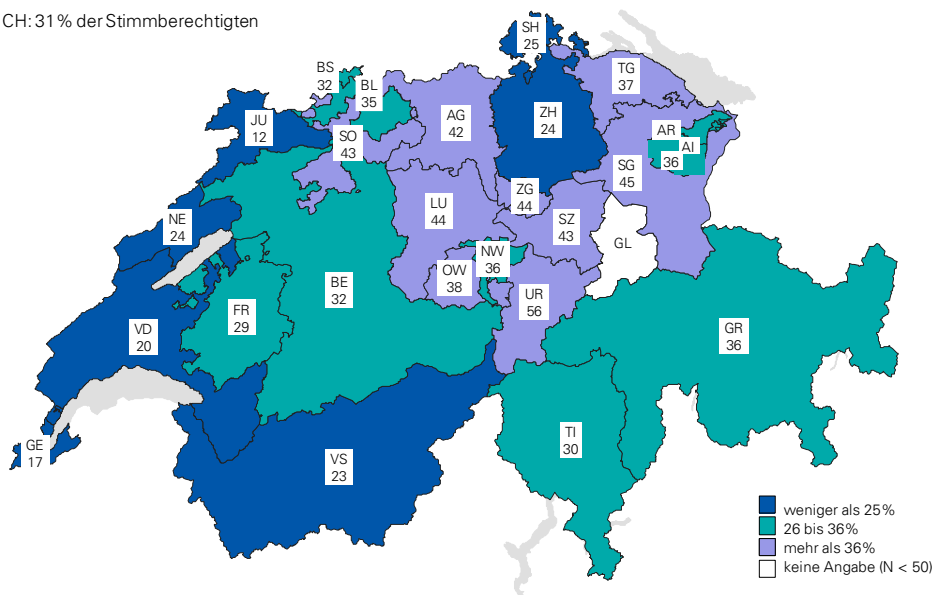 CH: 31 % der Stimmberechtigten
SH
25
BS
32
BL
35
TG
37
JU
12
AG
42
ZH
24
SO
43
AR
AI
36
SG
45
ZG
44
LU
44
SZ
43
NE
24
GL
NW
36
OW
38
BE
32
UR
56
FR
29
VD
20
GR
36
TI
30
GE
17
VS
23
weniger als 25%
26 bis 36%
mehr als 36%
keine Angabe (N < 50)